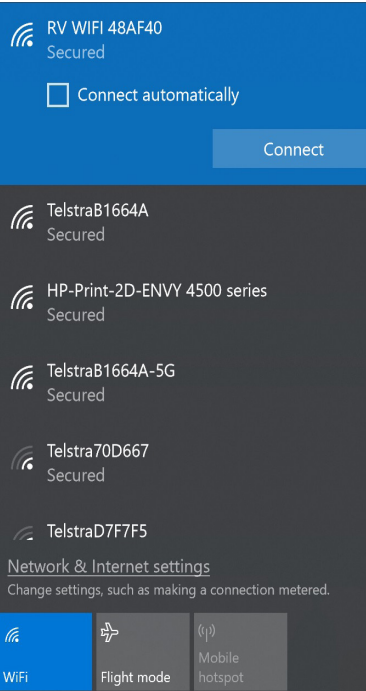 RV WIFI 48AF40
Secured
Connect automatically
Connect
TelstraB1664A
Secured
HP-Print-2D-ENVY 4500 series
Secured
TelstraB1664A-5G
Secured
Telstra70D667
Secured
TelstraD7F7F5
Network & Internet settings
Change settings, such as making a connection metered.
WiFi
Flight mode
Mobile
hotspot